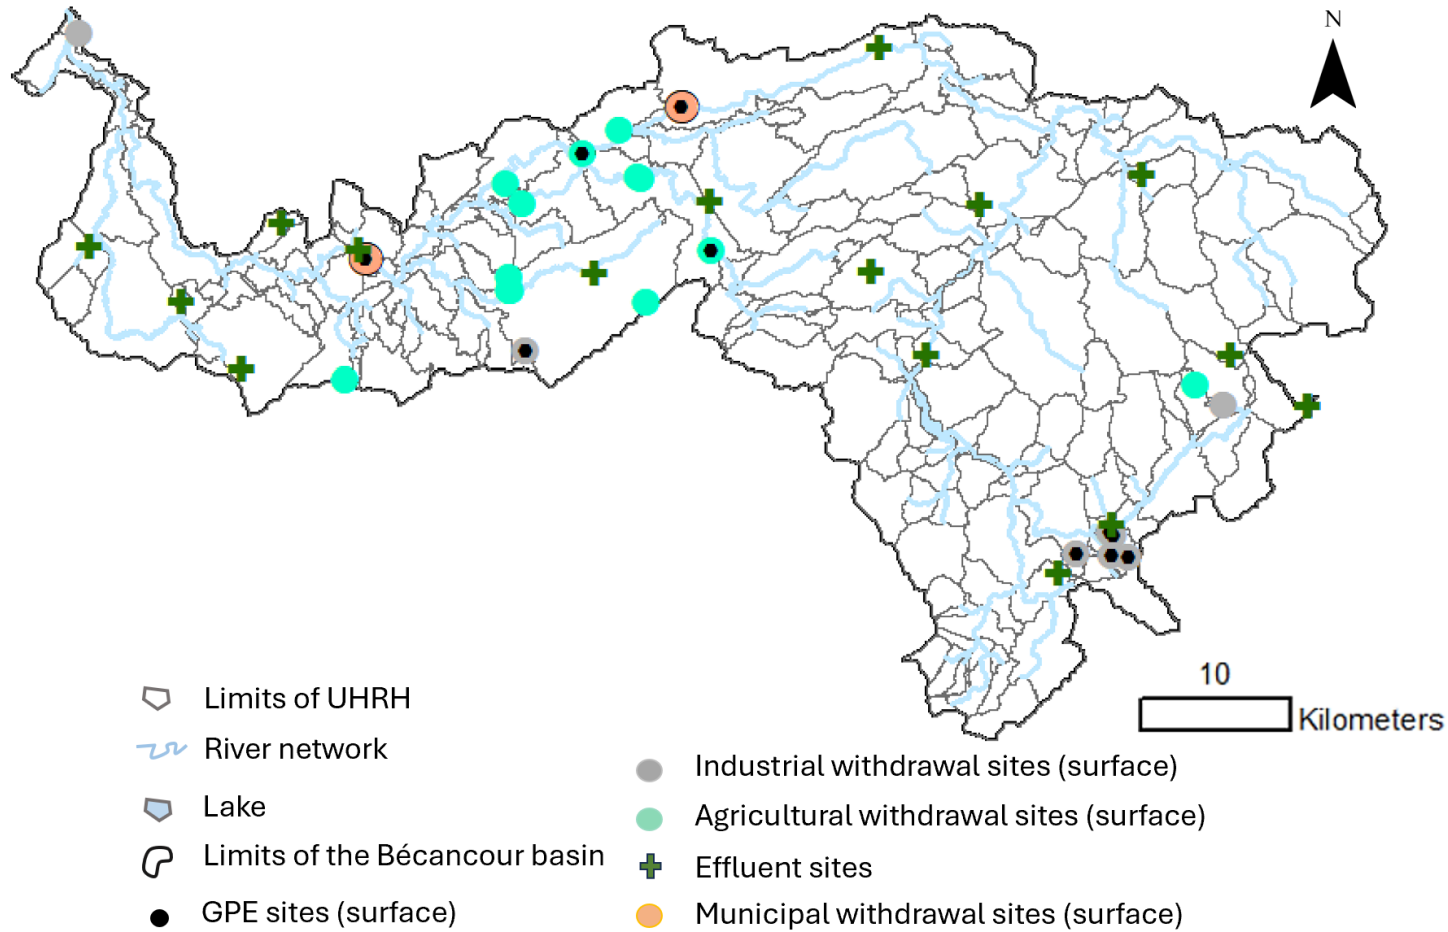 N
10
Kilometers
Limits of UHRH
River network
Lake
Limits of the Bécancour basin
GPE sites (surface)
Industrial withdrawal sites (surface)
Agricultural withdrawal sites (surface)
Effluent sites
Municipal withdrawal sites (surface)